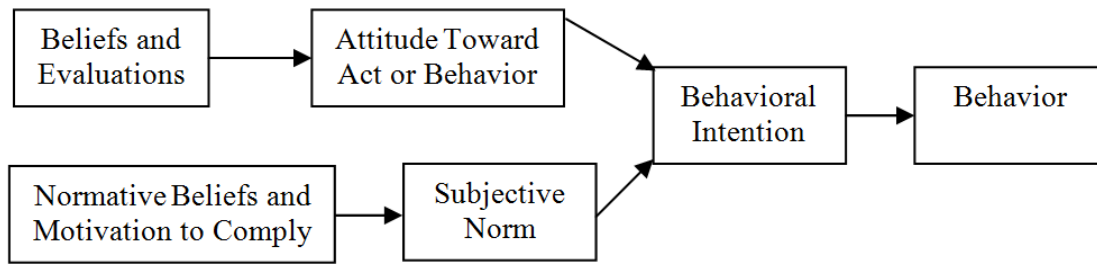 Beliefs and
Evaluations
Attitude Toward
Act or Behavior
Behavioral
Intention
Behavior
Normative Beliefs and
Motivation to Comply
Subjective
Norm